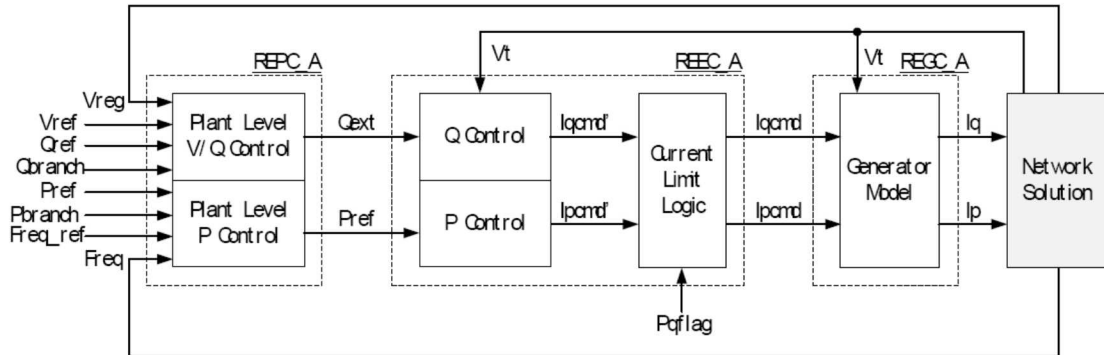 REPC_A
Vt
REEC_A
Vt
REGC_A
Vreg
Vref
Qref
Qbranch
Pref
Pbranch
Freq_ref
Freq
Plant Level
V/Q Control
Plant Level
P Control
Qext
Pref
Q Control
P Control
Iqcmd'
Ipcmd'
Current
Limit
Logic
Pqflag
Iqcmd
Ipcmd
Generator
Model
Iq
Ip
Network
Solution